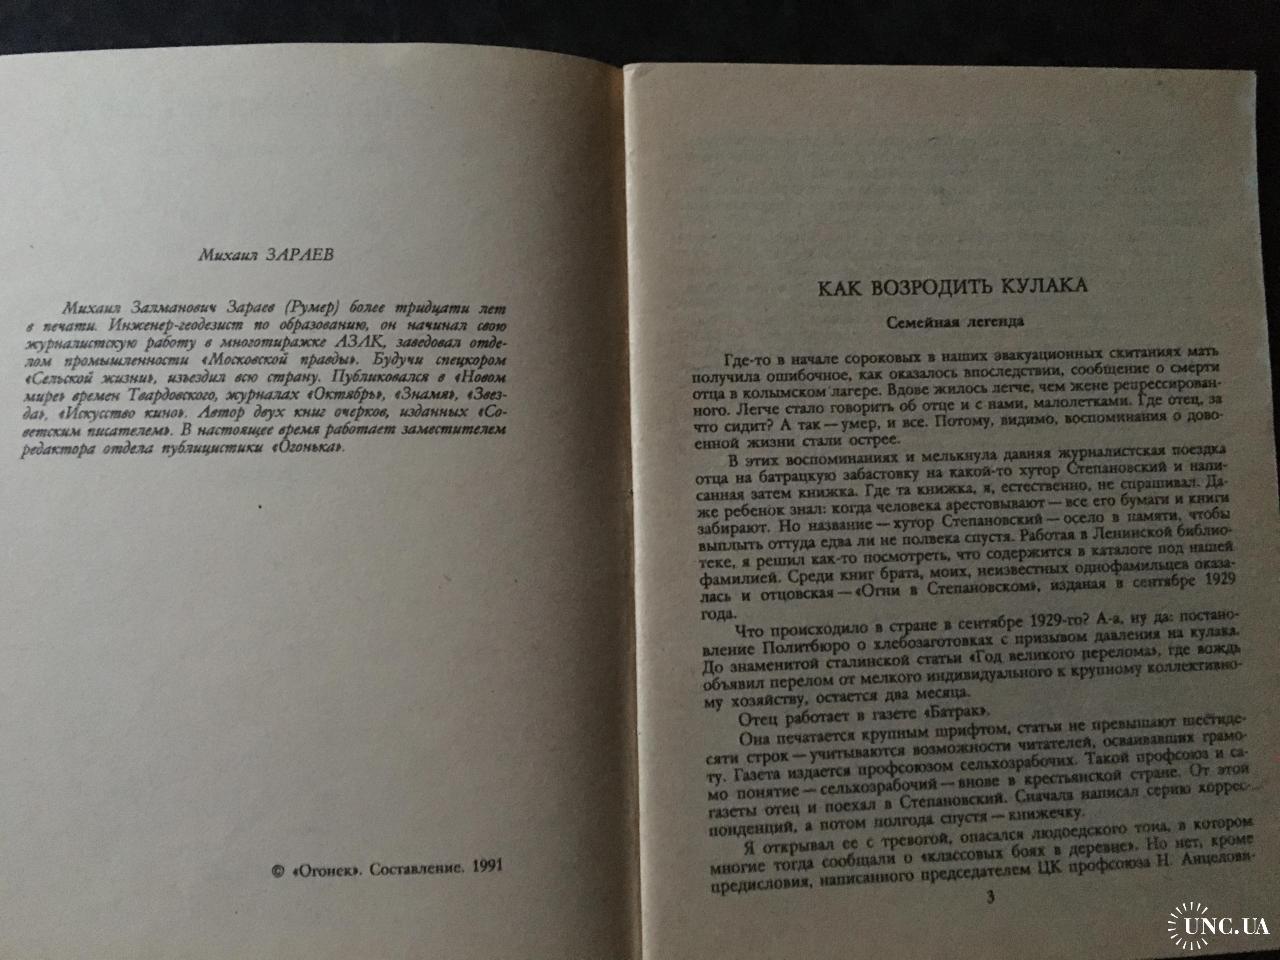 Михаил ЗАРАЕВ
Михаил Залманович Зараев (Румер) более тридцати лет
в печати. Инженер-геодезист по образованию, он начинал свою
журналистскую работу в многотиражке АЗЛК, заведовал отде-
лом промышленности «Московской правды». Будучи спецкором
«Сельской жизни», изъездил всю страну. Публиковался в «Новом
мире» времен Твардовского, журналах «Октябрь», «Знамя», «Звез-
да», «Искусство кино». Автор двух книг очерков, изданных «Со-
ветским писателем». В настоящее время работает заместителем
редактора отдела публицистики «Огонька».
© «Огонек». Составление. 1991
КАК ВОЗРОДИТЬ КУЛАКА
Семейная легенда
Где-то в начале сороковых в наших эвакуационных скитаниях мать
получила ошибочное, как оказалось впоследствии, сообщение о смерти
отца в колымском лагере. Вдове жилось легче, чем жене репрессирован-
ного. Легче стало говорить об отце и с нами, малолетками. Где отец, за
что сидит? А так — умер, и все. Потому, видимо, воспоминания о дово-
енной жизни стали острее.
В этих воспоминаниях и мелькнула давняя журналистская поездка
отца на батрацкую забастовку на какой-то хутор Степановский и напи-
санная затем книжка. Где та книжка, я, естественно, не спрашивал. Да-
же ребенок знал: когда человека арестовывают — все его бумаги и книги
забирают. Но название — хутор Степановский — осело в памяти, чтобы
выплыть оттуда едва ли не полвека спустя. Работая в Ленинской библио-
теке, я решил как-то посмотреть, что содержится в каталоге под нашей
фамилией. Среди книг брата, моих, неизвестных однофамильцев оказа-
лась и отцовская — «Огни в Степановском», изданая в сентябре 1929
года.
Что происходило в стране в сентябре 1929-го? А-а, ну да: постано-
вление Политбюро о хлебозаготовках с призывом давления на кулака.
До знаменитой сталинской статьи «Год великого перелома», где вождь
объявил перелом от мелкого индивидуального к крупному коллективно-
му хозяйству, остается два месяца.
Отец работает в газете «Батрак».
Она печатается крупным шрифтом, статьи не превышают шестиде-
сяти строк — учитываются возможности читателей, осваивавших грамо-
ту. Газета издается профсоюзом сельхозрабочих. Такой профсоюз и са-
мо понятие — сельхозрабочий — внове в крестьянской стране. От этой
газеты отец и поехал в Степановский. Сначала написал серию коррес-
понденций, а потом полгода спустя — книжечку.
Я открывал ее с тревогой, опасался людоедского тона, в котором
многие тогда сообщали о «классовых боях в деревне». Но нет, кроме
предисловия, написанного председателем ЦК профсоюза Н. Анцелови-
3
UNC.UA